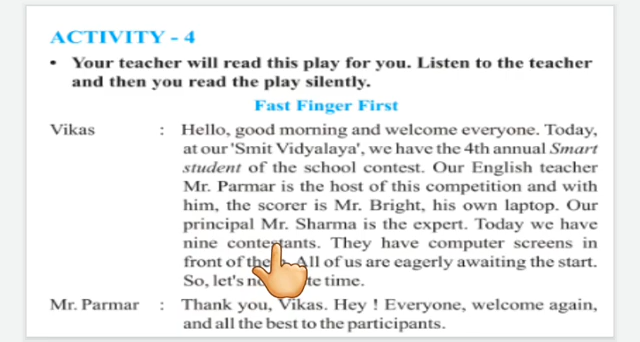 ACTIVITY - 4
• Your teacher will read this play for you. Listen to the teacher
and then you read the play silently.
Fast Finger First
Vikas : Hello, good morning and welcome everyone. Today,
at our 'Smit Vidyalaya', we have the 4th annual Smart
student of the school contest. Our English teacher
Mr. Parmar is the host of this competition and with
him, the scorer is Mr. Bright, his own laptop. Our
principal Mr. Sharma is the expert. Today we have
nine contestants. They have computer screens in
front of All of us are eagerly awaiting the start.
So, let's time.
Mr. Parmar : Thank you, Vikas. Hey ! Everyone, welcome again,
and all the best to the participants.